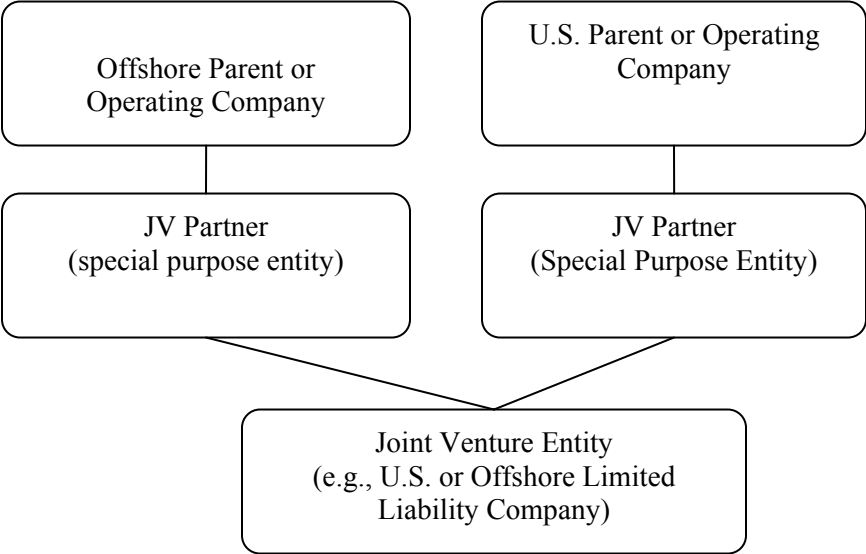 Offshore Parent or
Operating Company
U.S. Parent or Operating
Company
JV Partner
(special purpose entity)
JV Partner
(Special Purpose Entity)
Joint Venture Entity
(e.g., U.S. or Offshore Limited
Liability Company)